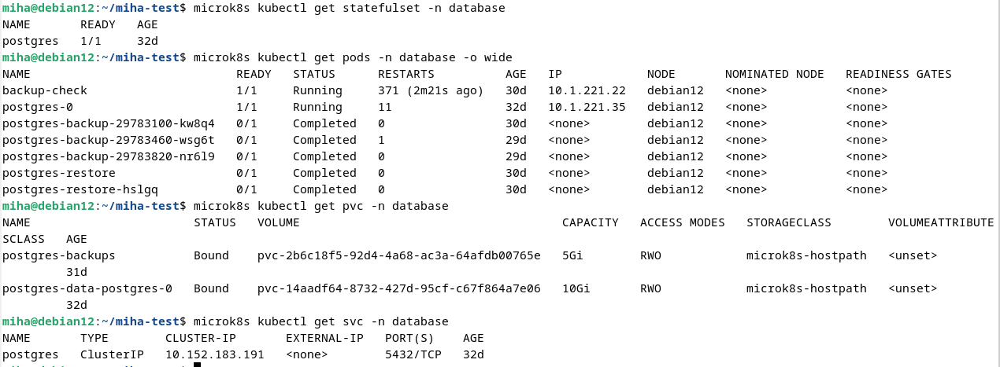 miha@debian12:~/miha-test$ microk8s kubectl get statefulset -n database
NAME       READY   AGE
postgres   1/1     32d
miha@debian12:~/miha-test$ microk8s kubectl get pods -n database -o wide
NAME                             READY   STATUS      RESTARTS          AGE   IP            NODE       NOMINATED NODE   READINESS GATES
backup-check                     1/1     Running     371 (2m21s ago)   30d   10.1.221.22   debian12   <none>           <none>
postgres-0                       1/1     Running     11                32d   10.1.221.35   debian12   <none>           <none>
postgres-backup-29783100-kw8q4   0/1     Completed   0                 30d   <none>        debian12   <none>           <none>
postgres-backup-29783460-wsg6t   0/1     Completed   1                 29d   <none>        debian12   <none>           <none>
postgres-backup-29783820-nr6l9   0/1     Completed   0                 29d   <none>        debian12   <none>           <none>
postgres-restore                 0/1     Completed   0                 30d   <none>        debian12   <none>           <none>
postgres-restore-hslgq           0/1     Completed   0                 30d   <none>        debian12   <none>           <none>
miha@debian12:~/miha-test$ microk8s kubectl get pvc -n database
NAME                       STATUS   VOLUME                                     CAPACITY   ACCESS MODES   STORAGECLASS        VOLUMEATTRIBUTE
SCLASS   AGE
postgres-backups           Bound    pvc-2b6c18f5-92d4-4a68-ac3a-64afdb00765e   5Gi        RWO            microk8s-hostpath   <unset>
         31d
postgres-data-postgres-0   Bound    pvc-14aadf64-8732-427d-95cf-c67f864a7e06   10Gi       RWO            microk8s-hostpath   <unset>
         32d
miha@debian12:~/miha-test$ microk8s kubectl get svc -n database
NAME       TYPE        CLUSTER-IP       EXTERNAL-IP   PORT(S)    AGE
postgres   ClusterIP   10.152.183.191   <none>        5432/TCP   32d